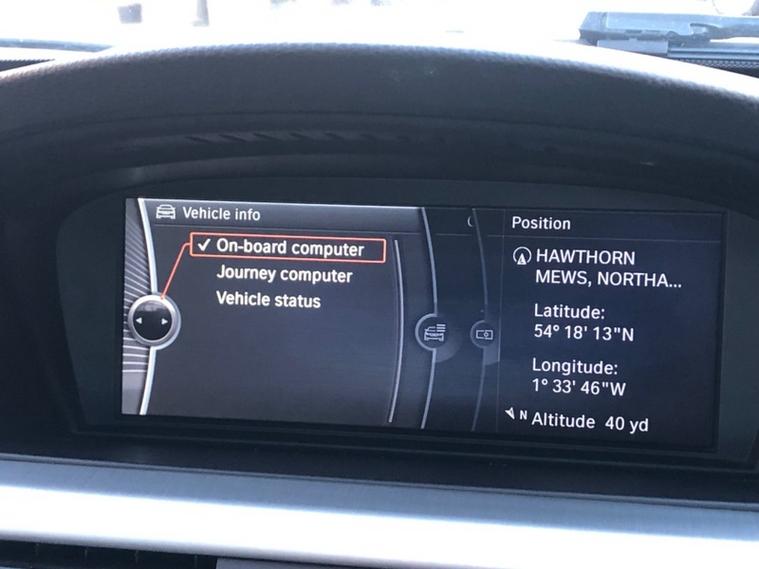 Vehicle info
✓ On-board computer
Journey computer
Vehicle status
Position
HAWTHORN
MEWS, NORTHA...
Latitude:
54° 18' 13"N
Longitude:
1° 33' 46"W
N Altitude 40 yd